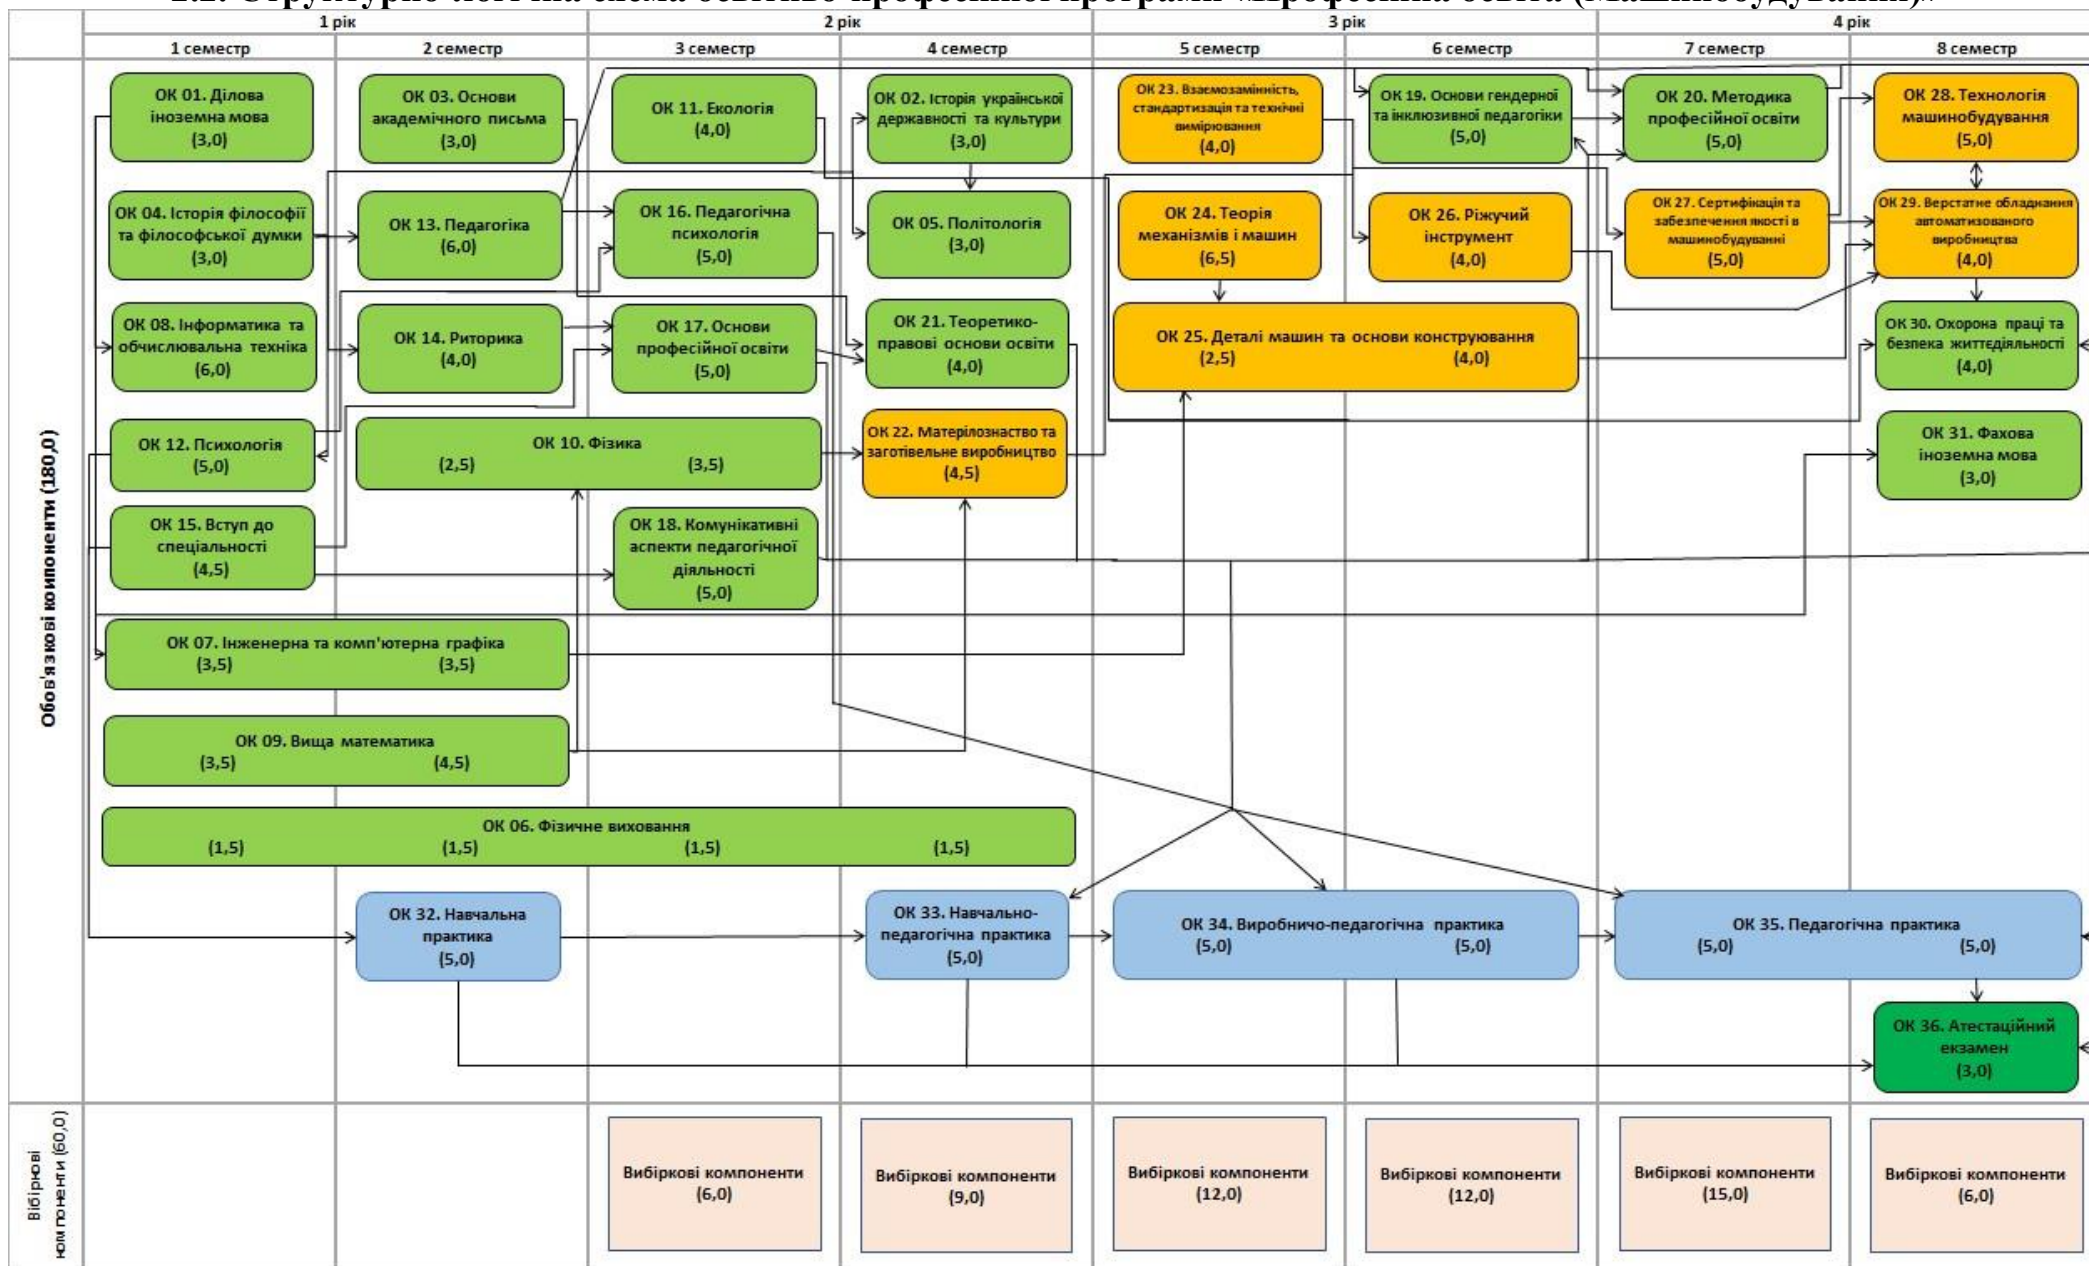 2.2. Структурно-логічна схема освітньо-професійної програми «Професійна освіта (Машинобудування)»
1 рік
2 рік
3 рік
4 рік
1 семестр
2 семестр
3 семестр
4 семестр
5 семестр
6 семестр
7 семестр
8 семестр
Обов'язкові компоненти (180,0)
ОК 01. Ділова
іноземна мова
(3,0)
ОК 03. Основи
академічного письма
(3,0)
ОК 11. Екологія
(4,0)
ОК 02. Історія української
державності та культури
(3,0)
ОК 23. Взаємозамінність,
стандартизація та технічні
вимірювання
(4,0)
ОК 19. Основи гендерної
та інклюзивної педагогіки
(5,0)
ОК 20. Методика
професійної освіти
(5,0)
ОК 28. Технологія
машинобудування
(5,0)
ОК 04. Історія філософії
та філософської думки
(3,0)
ОК 13. Педагогіка
(6,0)
ОК 16. Педагогічна
психологія
(5,0)
ОК 05. Політологія
(3,0)
ОК 24. Теорія
механізмів і машин
(6,5)
ОК 26. Ріжучий
інструмент
(4,0)
ОК 27. Сертифікація та
забезпечення якості в
машинобудуванні
(5,0)
ОК 29. Верстатне обладнання
автоматизованого
виробництва
(4,0)
ОК 08. Інформатика та
обчислювальна техніка
(6,0)
ОК 14. Риторика
(4,0)
ОК 17. Основи
професійної освіти
(5,0)
ОК 21. Теоретико-
правові основи освіти
(4,0)
ОК 25. Деталі машин та основи конструювання
(2,5) (4,0)
ОК 30. Охорона праці та
безпека життєдіяльності
(4,0)
ОК 12. Психологія
(5,0)
ОК 10. Фізика
(2,5) (3,5)
ОК 22. Матерілознаство та
заготівельне виробництво
(4,5)
ОК 31. Фахова
іноземна мова
(3,0)
ОК 15. Вступ до
спеціальності
(4,5)
ОК 18. Комунікативні
аспекти педагогічної
діяльності
(5,0)
ОК 07. Інженерна та комп'ютерна графіка
(3,5) (3,5)
ОК 09. Вища математика
(3,5) (4,5)
ОК 06. Фізичне виховання
(1,5) (1,5) (1,5) (1,5)
ОК 32. Навчальна
практика
(5,0)
ОК 33. Навчально-
педагогічна практика
(5,0)
ОК 34. Виробничо-педагогічна практика
(5,0) (5,0)
ОК 35. Педагогічна практика
(5,0) (5,0)
ОК 36. Атестаційний
екзамен
(3,0)
Вібірнові
компоненти (60,0)
Вибіркові компоненти
(6,0)
Вибіркові компоненти
(9,0)
Вибіркові компоненти
(12,0)
Вибіркові компоненти
(12,0)
Вибіркові компоненти
(15,0)
Вибіркові компоненти
(6,0)